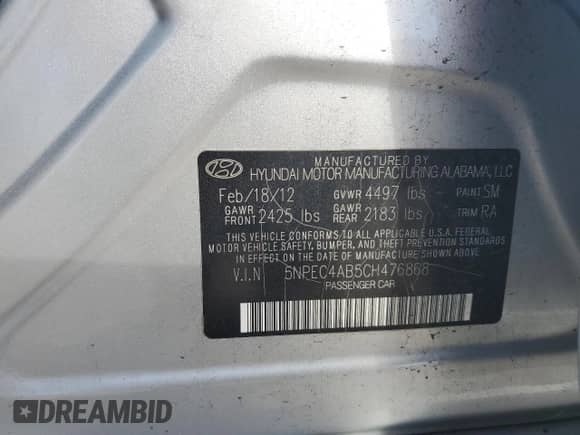 MANUFACTURED BY
HYUNDAI MOTOR MANUFACTURING ALABAMA, LLC
Feb/18/12 GVWR 4497 lbs PAINT SM
GAWR FRONT 2425 lbs GAWR REAR 2183 lbs TRIM RA
THIS VEHICLE CONFORMS TO ALL APPLICABLE U.S.A. FEDERAL
MOTOR VEHICLE SAFETY, BUMPER, AND THEFT PREVENTION STANDARDS
IN EFFECT ON THE DATE OF MANUFACTURE SHOWN ABOVE.
V.I.N 5NPEC4AB5CH476868
PASSENGER CAR
DREAMBID